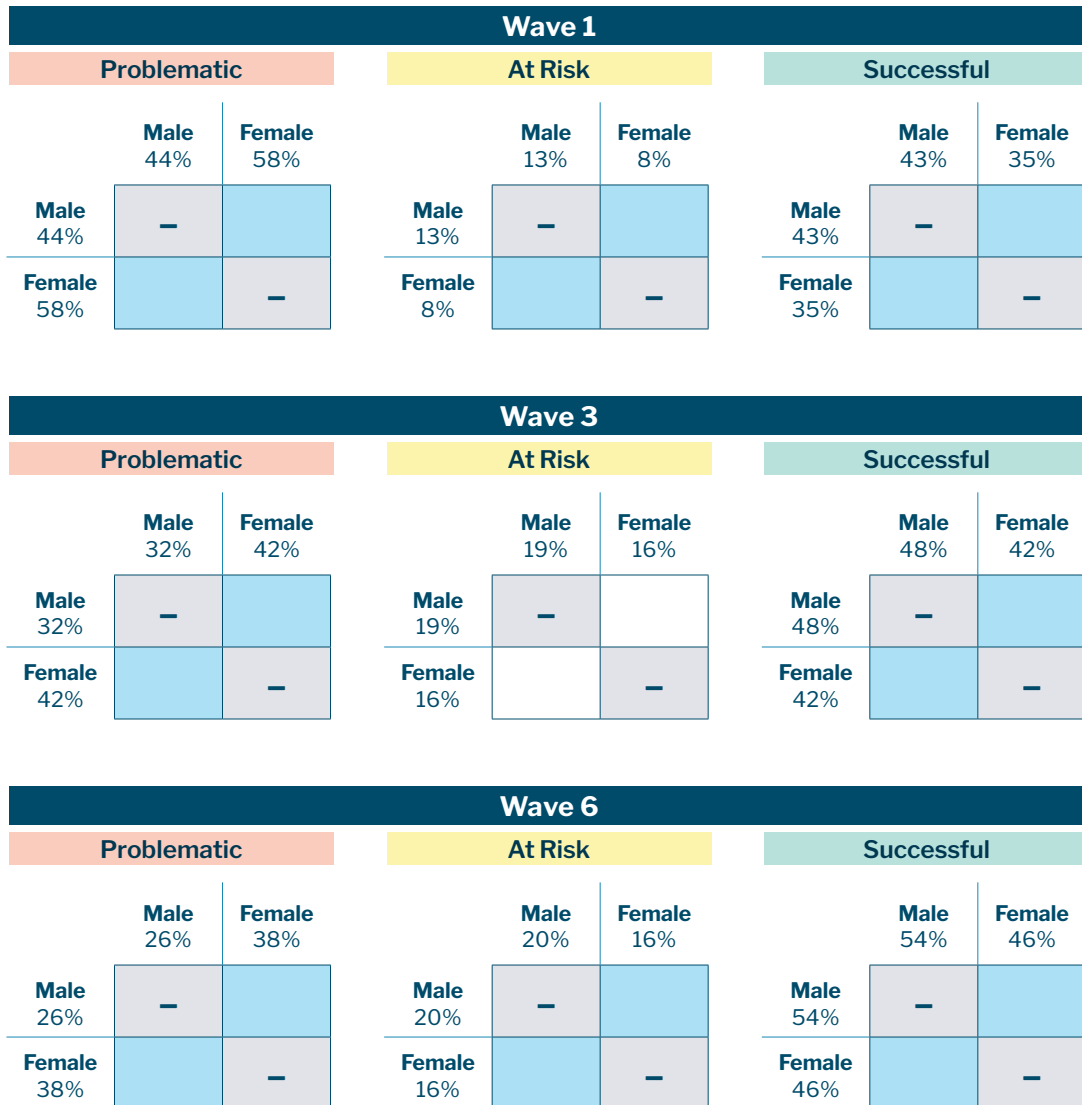 Wave 1
Problematic At Risk Successful
Male Female Male Female Male Female
44% 58% 13% 8% 43% 35%
Male – Male – Male –
44% 13% 43%
Female – Female – Female –
58% 8% 35%
Wave 3
Problematic At Risk Successful
Male Female Male Female Male Female
32% 42% 19% 16% 48% 42%
Male – Male – Male –
32% 19% 48%
Female – Female – Female –
42% 16% 42%
Wave 6
Problematic At Risk Successful
Male Female Male Female Male Female
26% 38% 20% 16% 54% 46%
Male – Male – Male –
26% 20% 54%
Female – Female – Female –
38% 16% 46%